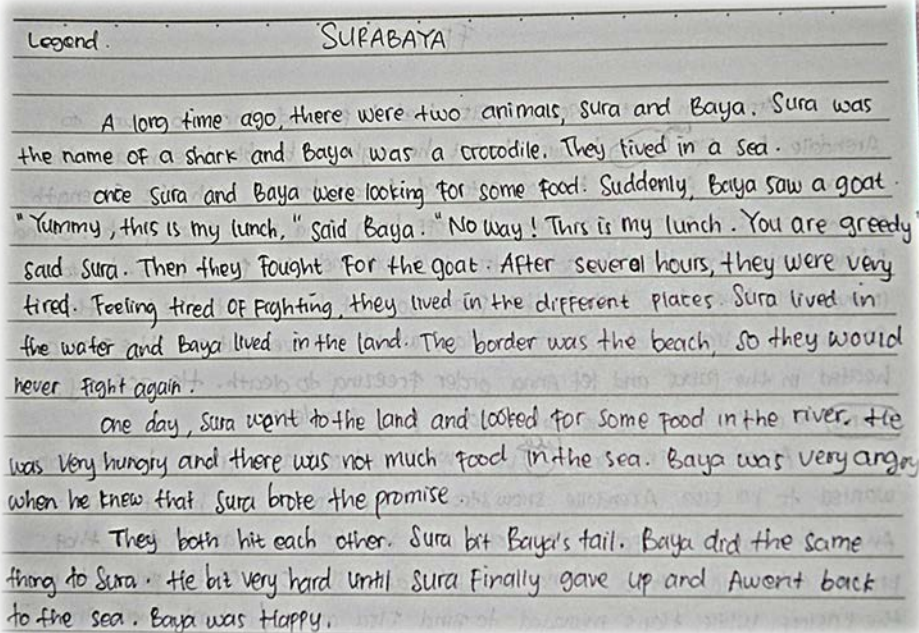 Legend. SURABAYA
A long time ago, there were two animals, Sura and Baya. Sura was
the name of a shark and Baya was a crocodile. They lived in a sea.
once Sura and Baya were looking for some food. Suddenly, Baya saw a goat.
"Yummy, this is my lunch," said Baya. "No way! This is my lunch. You are greedy"
said Sura. Then they fought for the goat. After several hours, they were very
tired. Feeling tired of fighting, they lived in the different places Sura lived in
the water and Baya lived in the land. The border was the beach, so they would
never fight again.
One day, Sura went to the land and looked for some food in the river. He
was very hungry and there was not much food in the sea. Baya was very angry
when he knew that Sura broke the promise
They both hit each other. Sura bit Baya's tail. Baya did the same
thing to Sura. He bit very hard until Sura Finally gave up and Awent back
to the sea. Baya was Happy.